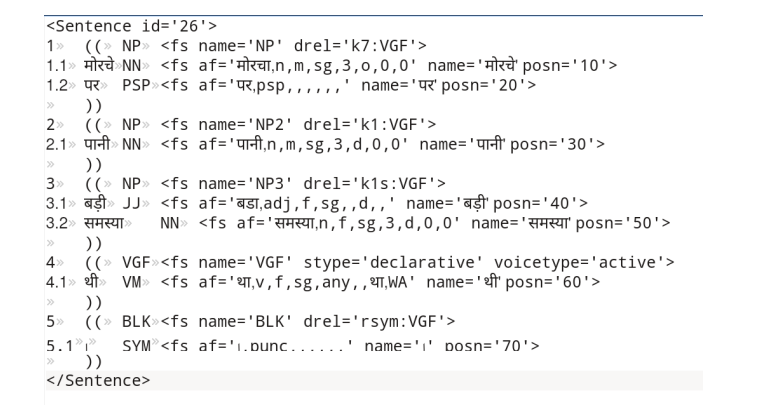 <Sentence id='26'>
1» ((» NP» <fs name='NP' drel='k7:VGF'>
1.1» मोरचे»NN» <fs af='मोरचा,n,m,sg,3,o,0,0' name='मोरचे' posn='10'>
1.2» पर» PSP»<fs af='पर,psp,,,,,,' name='पर' posn='20'>
» ))
2» ((» NP» <fs name='NP2' drel='k1:VGF'>
2.1» पानी»NN» <fs af='पानी,n,m,sg,3,d,0,0' name='पानी' posn='30'>
» ))
3» ((» NP» <fs name='NP3' drel='k1s:VGF'>
3.1» बड़ी» JJ» <fs af='बडा,adj,f,sg,,d,,' name='बड़ी' posn='40'>
3.2» समस्या» NN» <fs af='समस्या,n,f,sg,3,d,0,0' name='समस्या' posn='50'>
» ))
4» ((» VGF»<fs name='VGF' stype='declarative' voicetype='active'>
4.1» थी» VM» <fs af='था,v,f,sg,any,,था,WA' name='थी' posn='60'>
» ))
5» ((» BLK»<fs name='BLK' drel='rsym:VGF'>
5.1»।» SYM»<fs af='।,punc,,,,,,' name='।' posn='70'>
» ))
</Sentence>